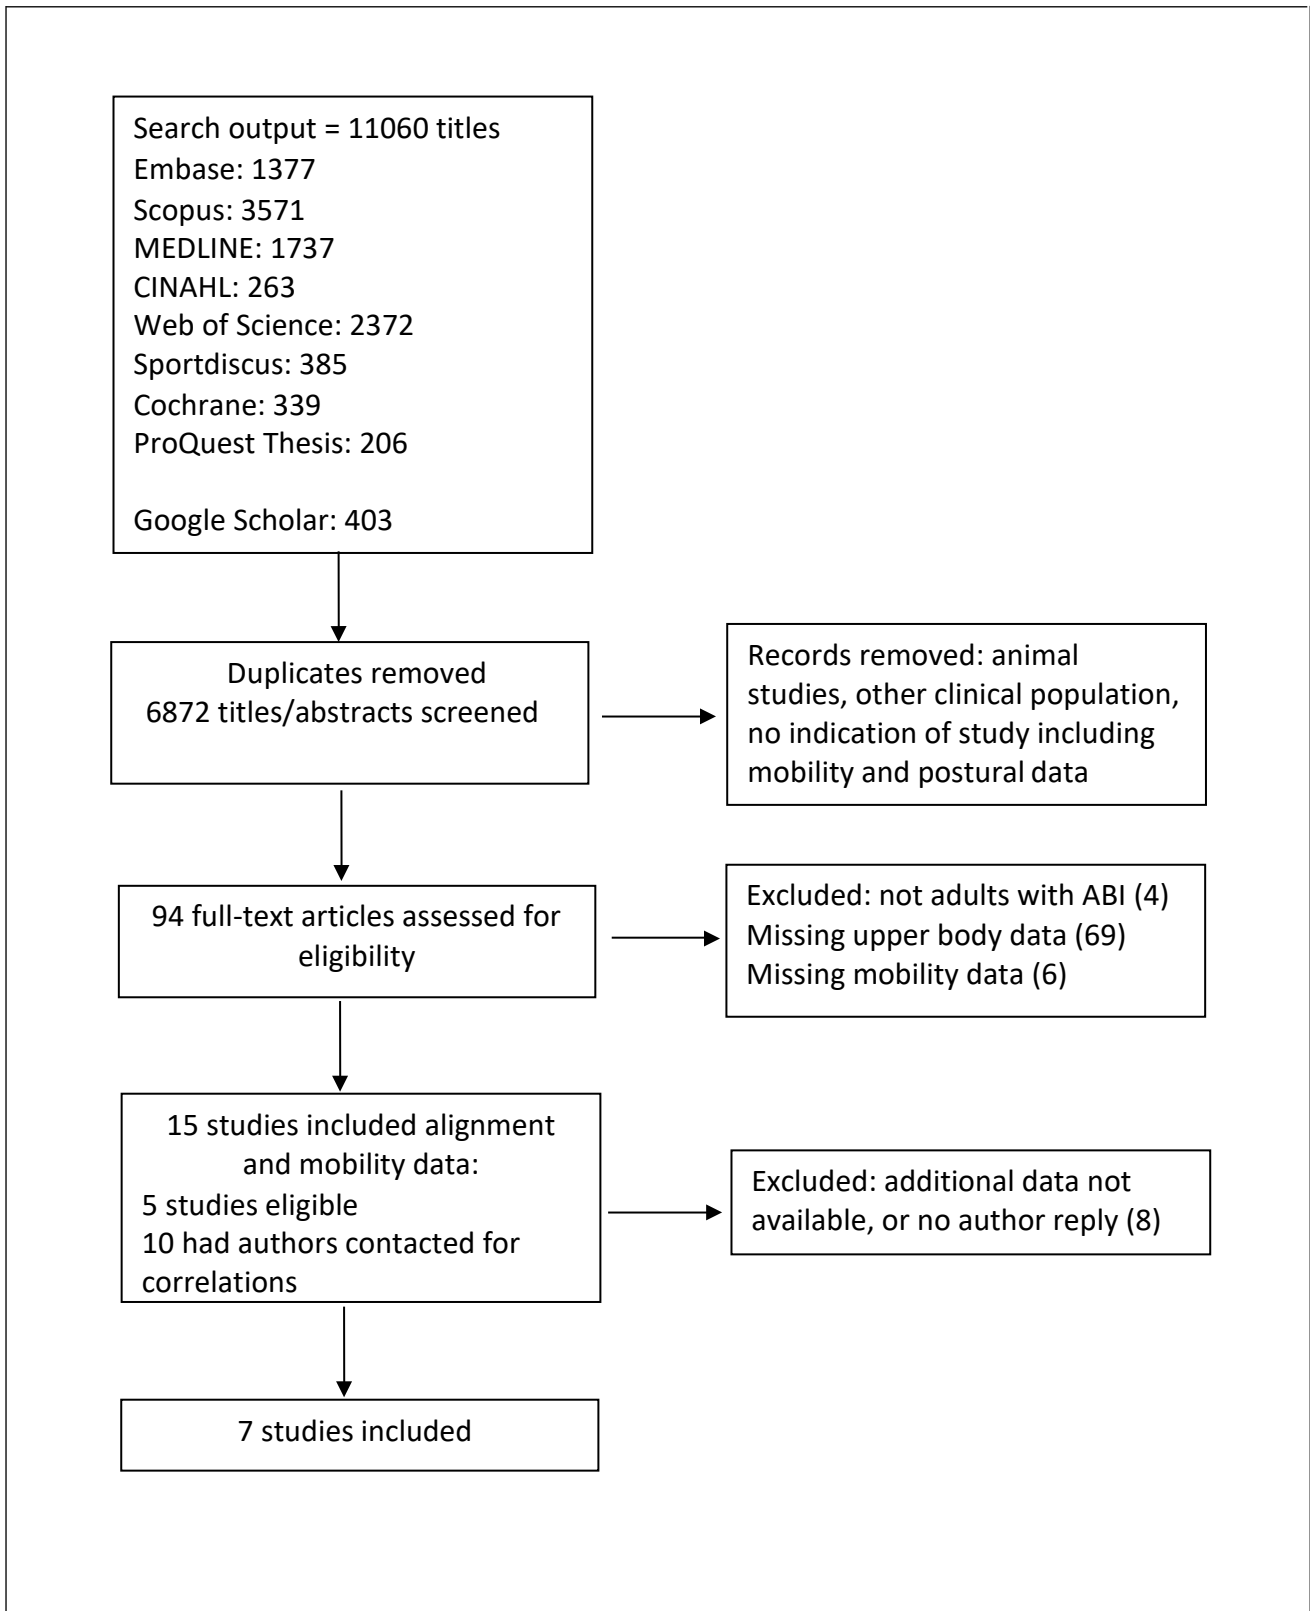 Search output = 11060 titles
Embase: 1377
Scopus: 3571
MEDLINE: 1737
CINAHL: 263
Web of Science: 2372
Sportdiscus: 385
Cochrane: 339
ProQuest Thesis: 206
Google Scholar: 403
Duplicates removed
6872 titles/abstracts screened
Records removed: animal
studies, other clinical population,
no indication of study including
mobility and postural data
94 full-text articles assessed for
eligibility
Excluded: not adults with ABI (4)
Missing upper body data (69)
Missing mobility data (6)
15 studies included alignment
and mobility data:
5 studies eligible
10 had authors contacted for
correlations
Excluded: additional data not
available, or no author reply (8)
7 studies included